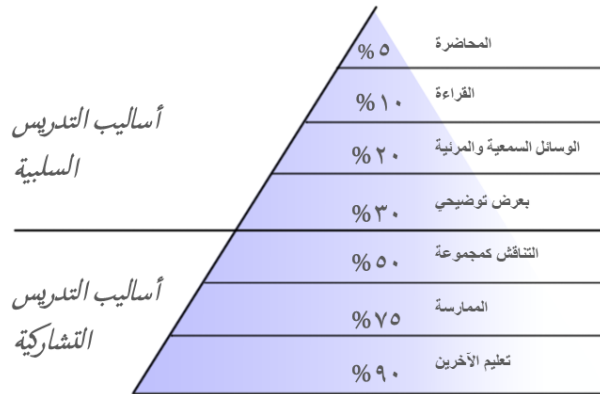 المحاضرة
%٥
القراءة
%١٠
الوسائل السمعية والمرئية
%٢٠
بعرض توضيحي
%٣٠
أساليب التدريس
السلبية
التناقش كمجموعة
%٥٠
الممارسة
%٧٥
تعليم الآخرين
%٩٠
أساليب التدريس
التشاركية